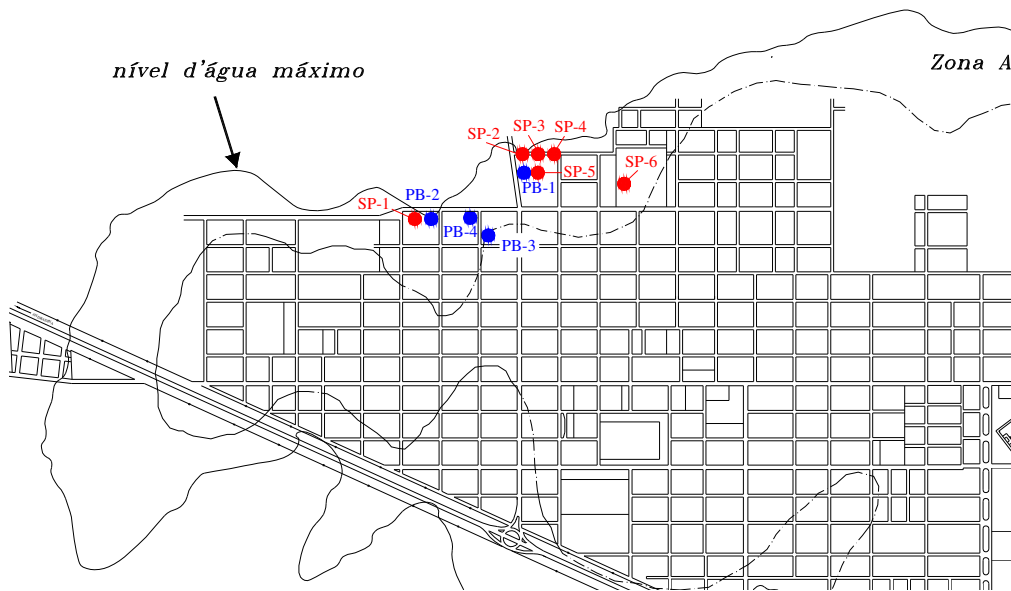 nível d'água máximo
Zona A
SP-3
SP-4
SP-2
SP-5
SP-6
PB-1
PB-2
SP-1
PB-4
PB-3